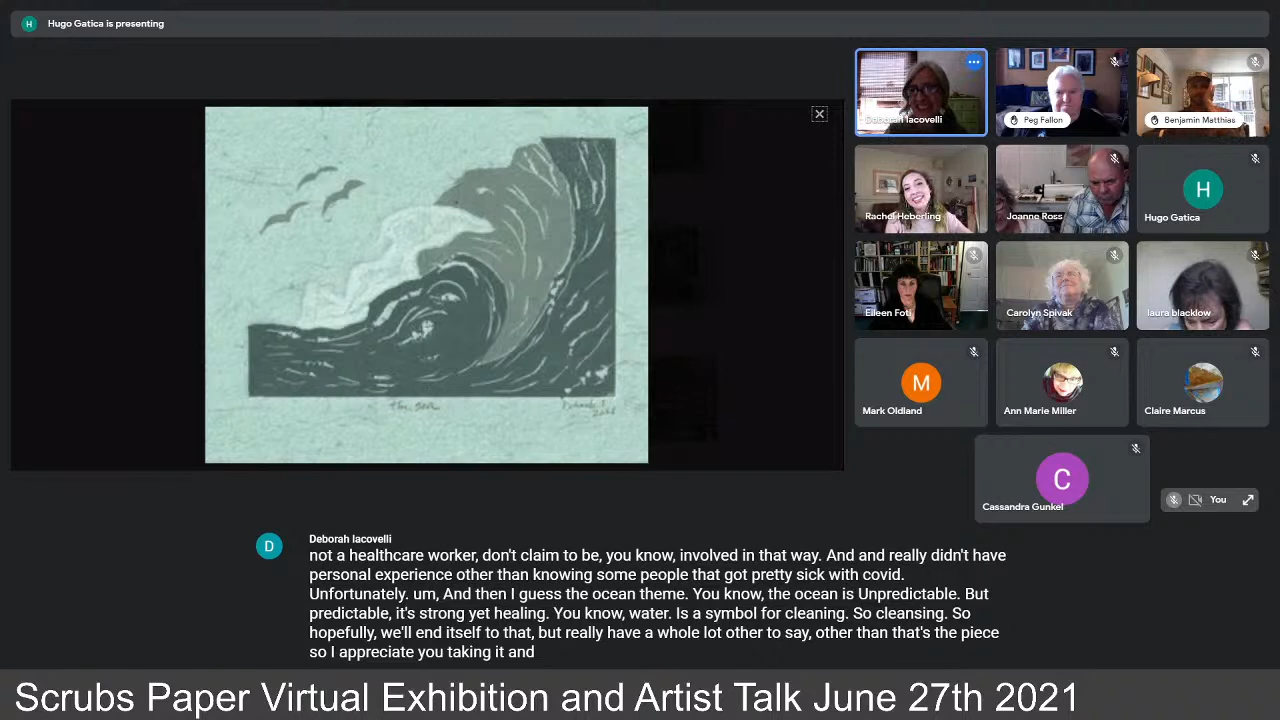 H
Hugo Gatica is presenting
Deborah Iacovelli
Peg Fallon
Benjamin Matthias
Rachel Heberling
Joanne Ross
H
Hugo Gatica
Eileen Foti
Carolyn Spivak
laura blacklow
M
Mark Oldland
Ann Marie Miller
Claire Marcus
C
Cassandra Gunkel
You
the sea
D
Deborah Iacovelli
not a healthcare worker, don't claim to be, you know, involved in that way. And and really didn't have
personal experience other than knowing some people that got pretty sick with covid.
Unfortunately. um, And then I guess the ocean theme. You know, the ocean is Unpredictable. But
predictable, it's strong yet healing. You know, water. Is a symbol for cleaning. So cleansing. So
hopefully, we'll end itself to that, but really have a whole lot other to say, other than that's the piece
so I appreciate you taking it and
Scrubs Paper Virtual Exhibition and Artist Talk June 27th 2021